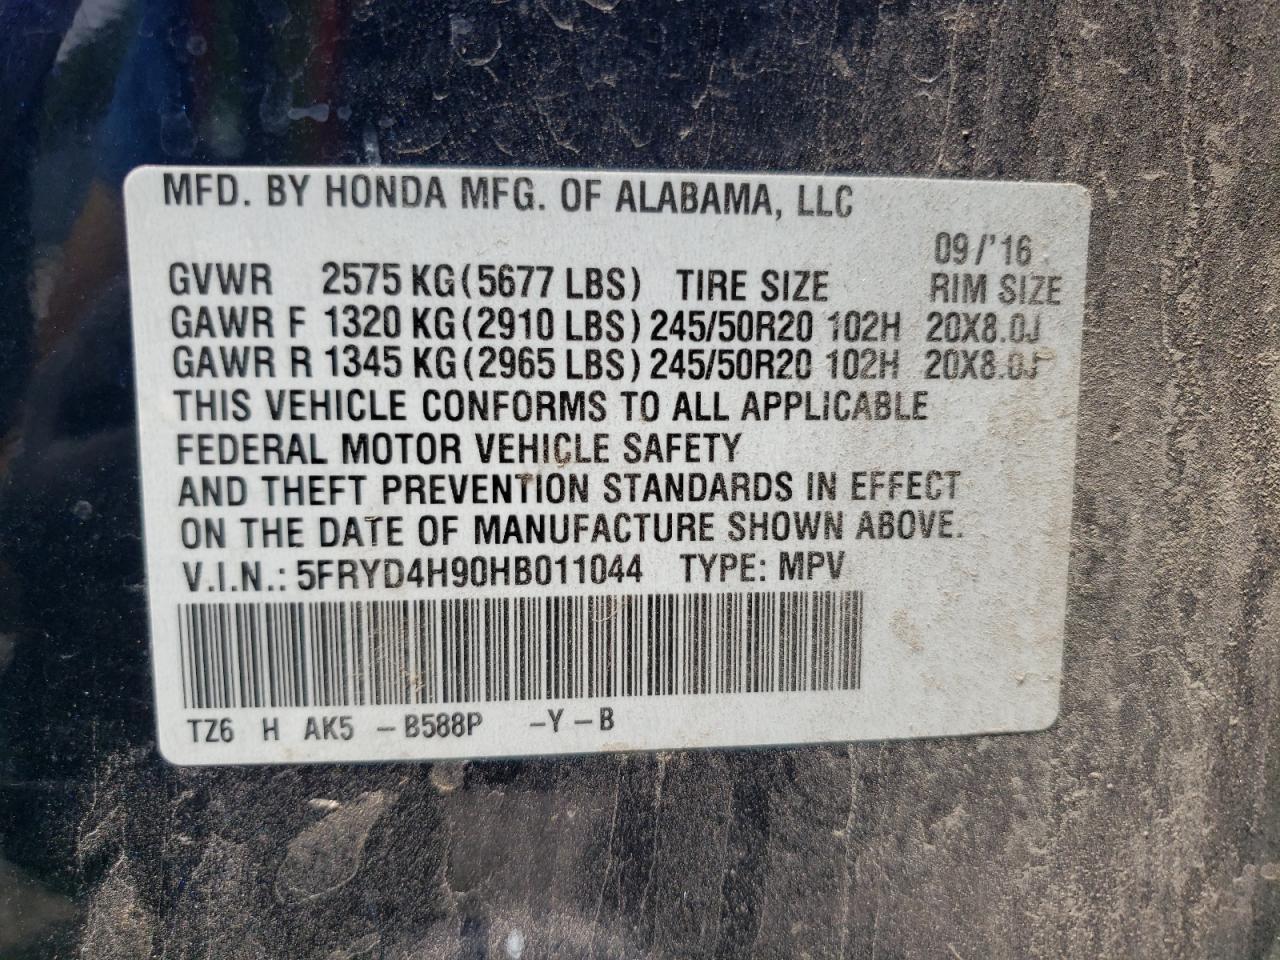 MFD. BY HONDA MFG. OF ALABAMA, LLC
09/'16
GVWR 2575 KG (5677 LBS) TIRE SIZE RIM SIZE
GAWR F 1320 KG (2910 LBS) 245/50R20 102H 20X8.0J
GAWR R 1345 KG (2965 LBS) 245/50R20 102H 20X8.0J
THIS VEHICLE CONFORMS TO ALL APPLICABLE
FEDERAL MOTOR VEHICLE SAFETY
AND THEFT PREVENTION STANDARDS IN EFFECT
ON THE DATE OF MANUFACTURE SHOWN ABOVE.
V.I.N.: 5FRYD4H90HB011044 TYPE: MPV
TZ6 H AK5 -B588P -Y-B